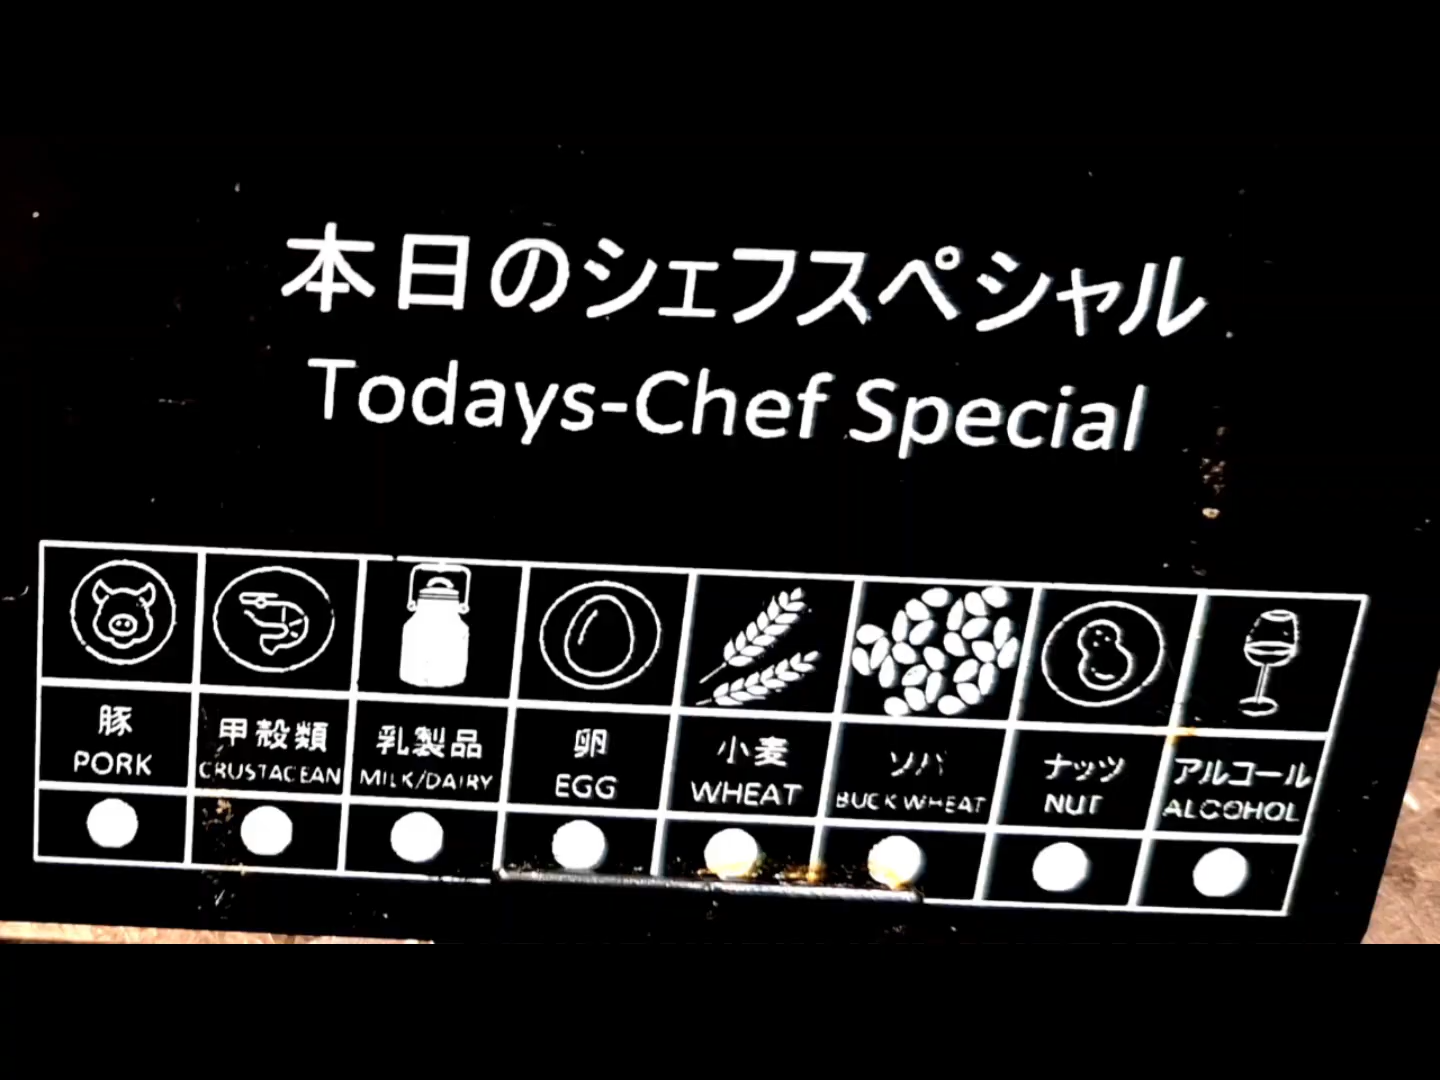 本日のシェフスペシャル
Todays-Chef Special
豚 甲殻類 乳製品 卵 小麦 ソバ ナッツ アルコール
PORK CRUSTACEAN MILK/DAIRY EGG WHEAT BUCKWHEAT NUT ALCOHOL